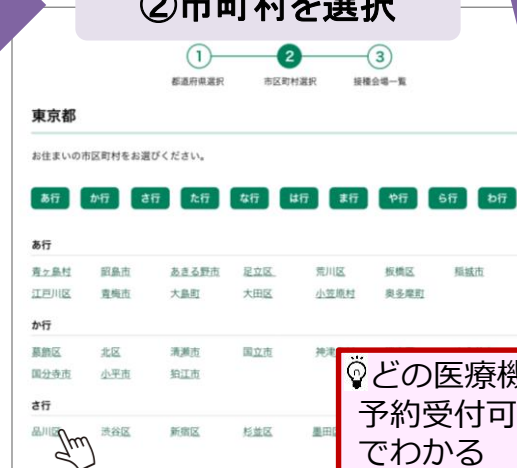 ②市町村を選択
1 2 3
都道府県選択 市区町村選択 接種会場一覧
東京都
お住まいの市区町村をお選びください。
あ行 か行 さ行 た行 な行 は行 ま行 や行 ら行 わ行
あ行
青ヶ島村 昭島市 あきる野市 足立区 荒川区 板橋区 稲城市
江戸川区 青梅市 大島町 大田区 小笠原村 奥多摩町
か行
葛飾区 北区 清瀬市 国立市
国分寺市 小平市 狛江市
さ行
品川区 渋谷区 新宿区 杉並区 墨田
どの医療機
予約受付可
でわかる